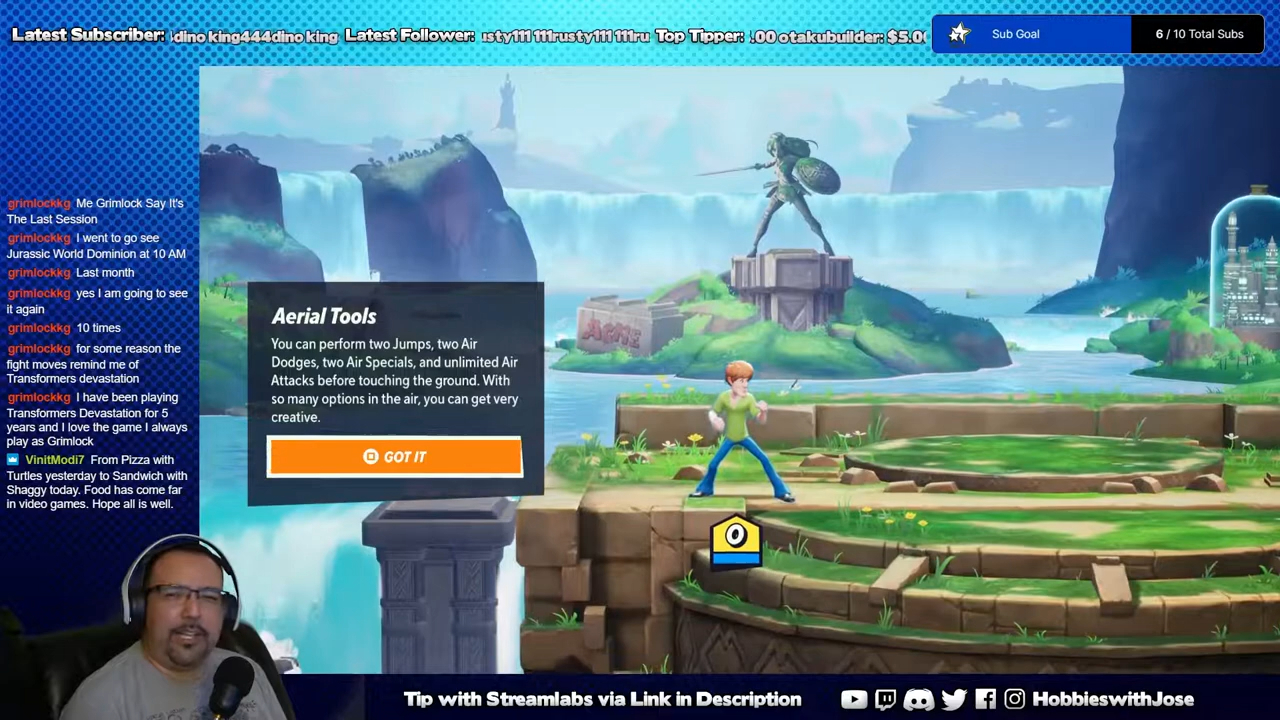 Latest Subscriber: dino king444dino king Latest Follower: usty111 111rusty111 111ru Top Tipper: .00 otakubuilder: $5.00
Sub Goal 6 / 10 Total Subs
grimlockkg Me Grimlock Say It's
The Last Session
grimlockkg I went to go see
Jurassic World Dominion at 10 AM
grimlockkg Last month
grimlockkg yes I am going to see
it again
grimlockkg 10 times
grimlockkg for some reason the
fight moves remind me of
Transformers devastation
grimlockkg I have been playing
Transformers Devastation for 5
years and I love the game I always
play as Grimlock
VinitModi7 From Pizza with
Turtles yesterday to Sandwich with
Shaggy today. Food has come far
in video games. Hope all is well.
ACME
Aerial Tools
You can perform two Jumps, two Air
Dodges, two Air Specials, and unlimited Air
Attacks before touching the ground. With
so many options in the air, you can get very
creative.
GOT IT
0
Tip with Streamlabs via Link in Description HobbieswithJose